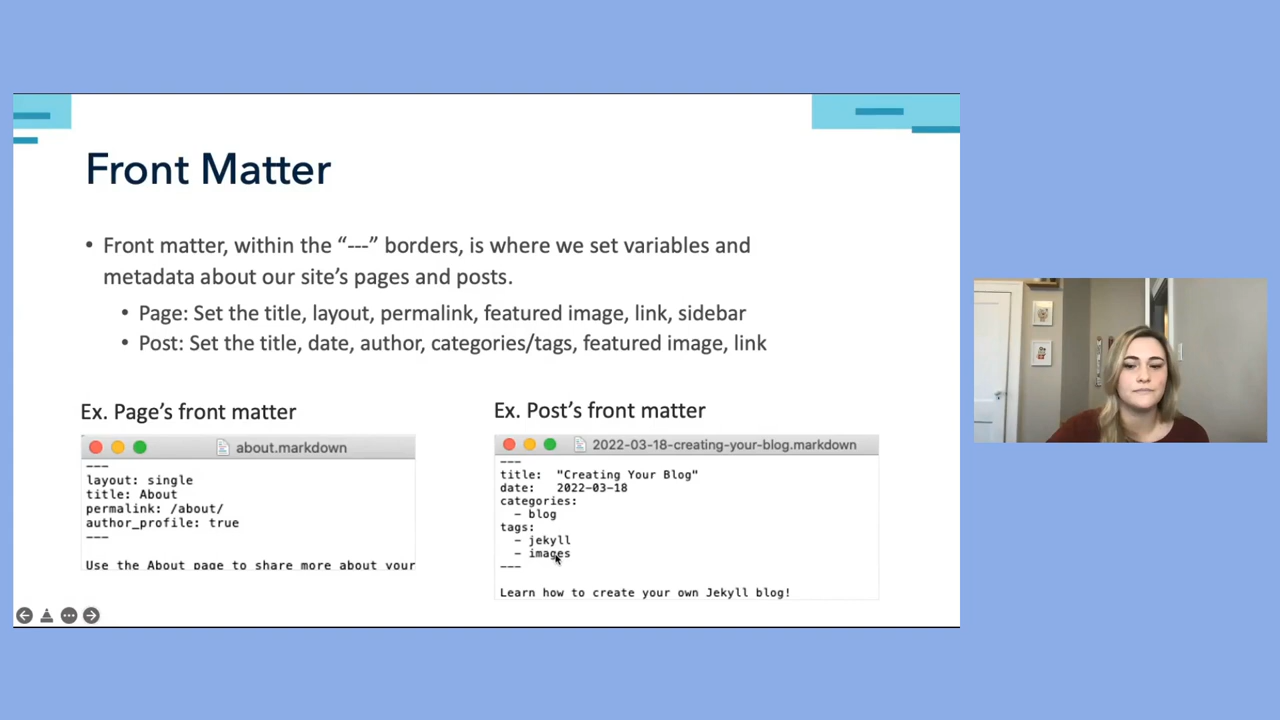 Front Matter
• Front matter, within the “---” borders, is where we set variables and
metadata about our site’s pages and posts.
• Page: Set the title, layout, permalink, featured image, link, sidebar
• Post: Set the title, date, author, categories/tags, featured image, link
Ex. Page’s front matter
about.markdown
---
layout: single
title: About
permalink: /about/
author_profile: true
---
Use the About page to share more about your
Ex. Post’s front matter
2022-03-18-creating-your-blog.markdown
---
title: "Creating Your Blog"
date: 2022-03-18
categories:
- blog
tags:
- jekyll
- images
---
Learn how to create your own Jekyll blog!